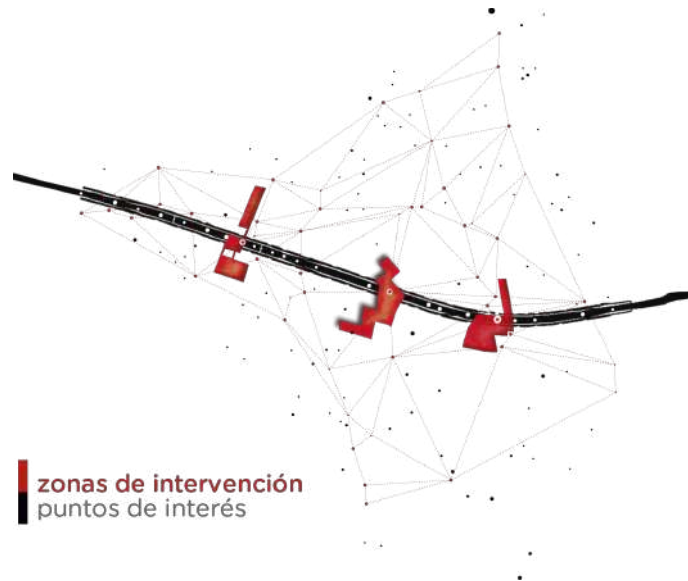 zonas de intervención
puntos de interés